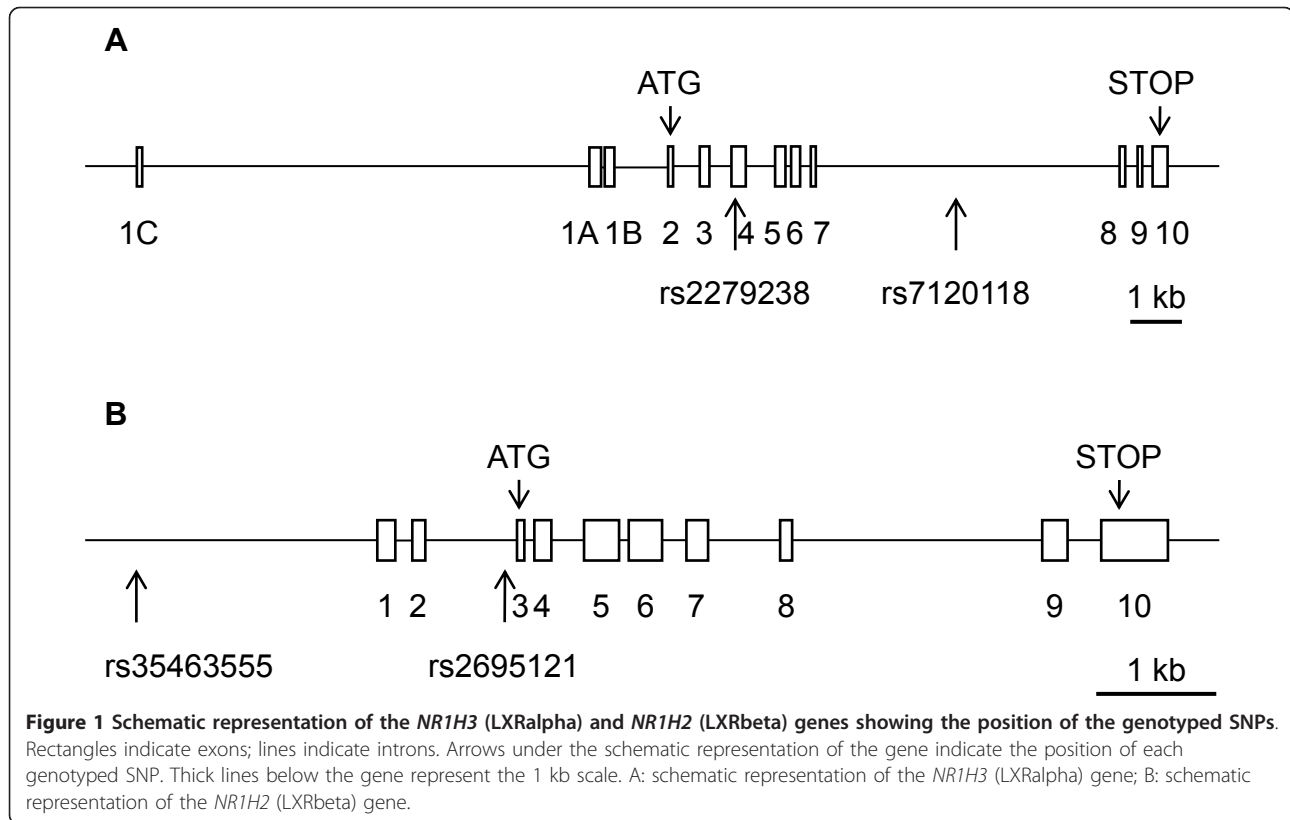 A
ATG STOP
1C 1A 1B 2 3 4 5 6 7 8 9 10
rs2279238 rs7120118
1 kb
B
ATG STOP
1 2 3 4 5 6 7 8 9 10
rs35463555 rs2695121
1 kb
Figure 1 Schematic representation of the NR1H3 (LXRalpha) and NR1H2 (LXRbeta) genes showing the position of the genotyped SNPs.
Rectangles indicate exons; lines indicate introns. Arrows under the schematic representation of the gene indicate the position of each
genotyped SNP. Thick lines below the gene represent the 1 kb scale. A: schematic representation of the NR1H3 (LXRalpha) gene; B: schematic
representation of the NR1H2 (LXRbeta) gene.